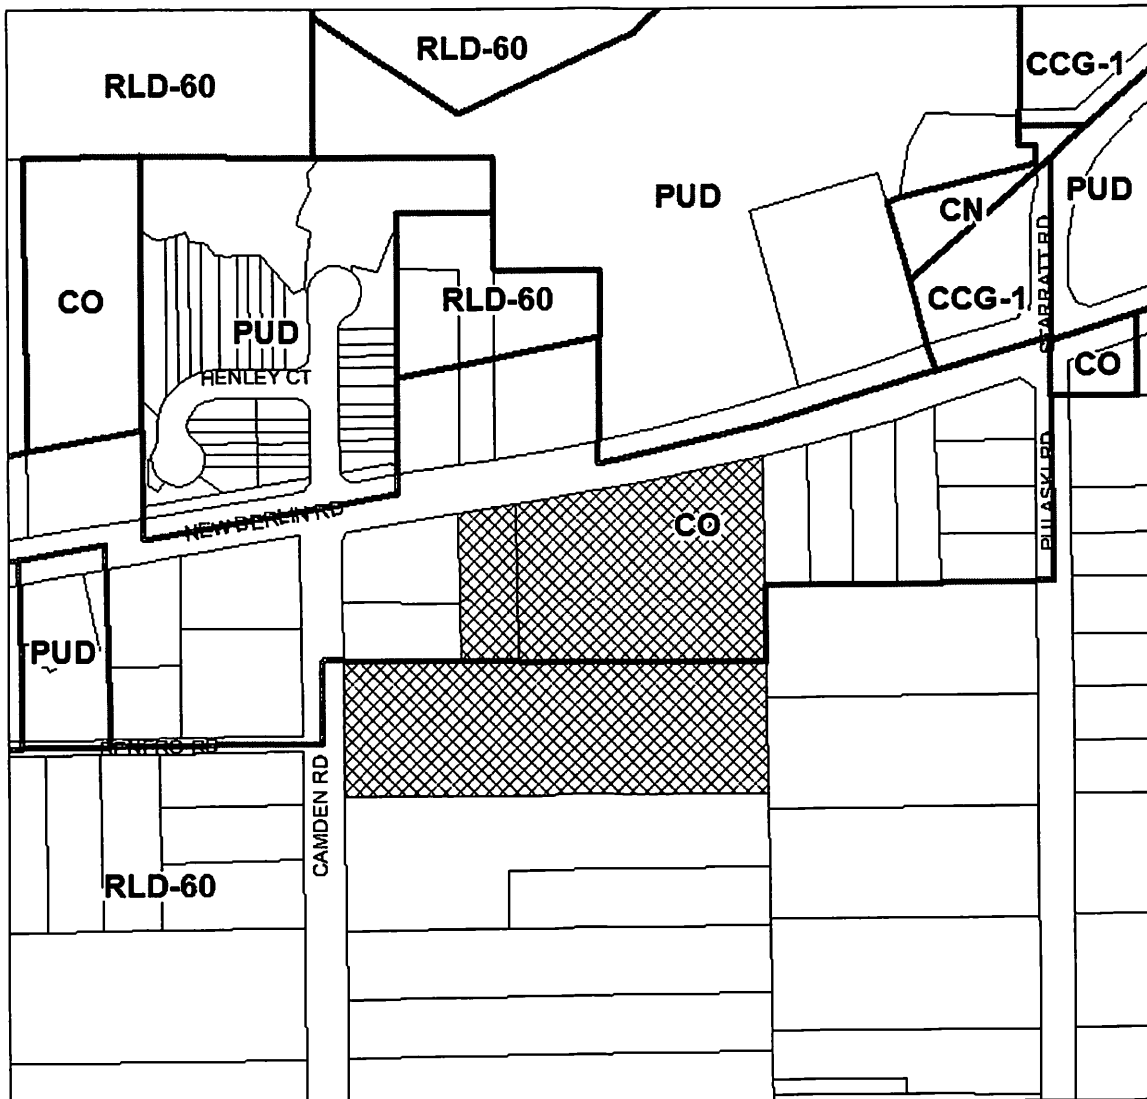 RLD-60
RLD-60
CCG-1
PUD
PUD
CN
CO
RLD-60
CCG-1
PUD
STARRATT RD
CO
HENLEY CT
PULASKI RD
NEW BERLIN RD
CO
PUD
RD
CAMDEN RD
RLD-60